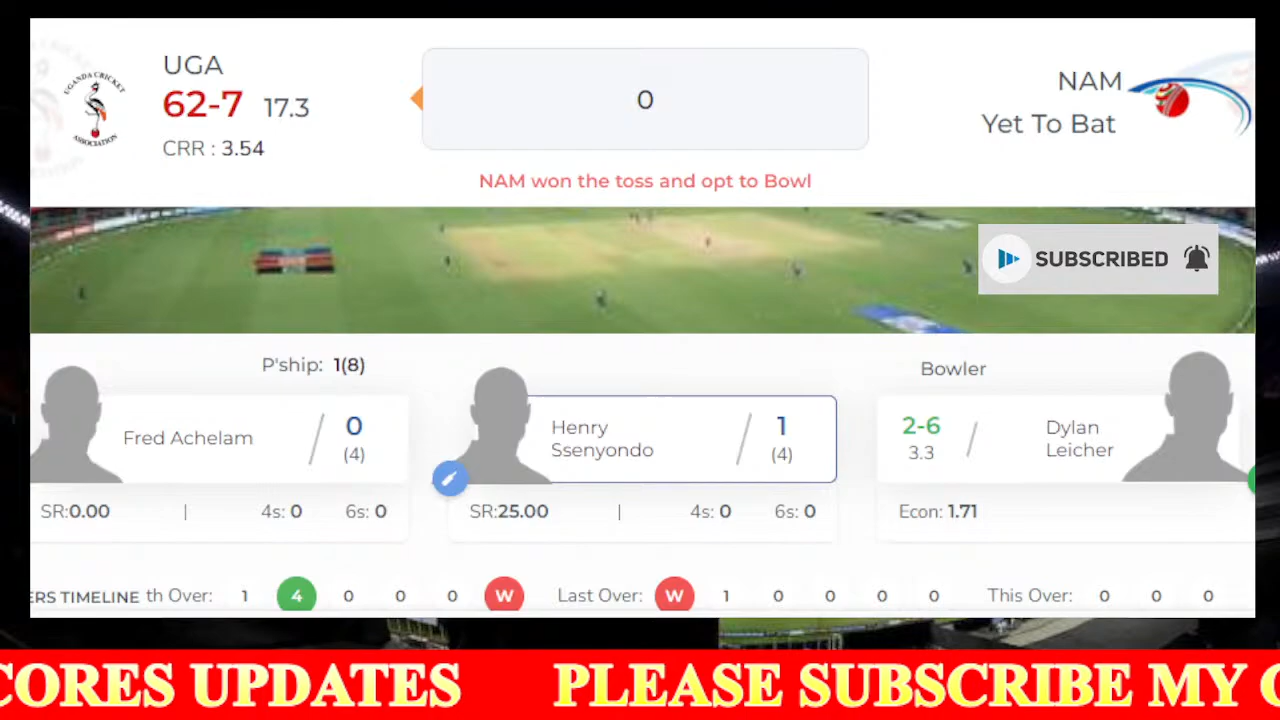 UGANDA CRICKET
ASSOCIATION
UGA
62-7 17.3
CRR : 3.54
0
NAM
Yet To Bat
NAM won the toss and opt to Bowl
SUBSCRIBED
P'ship: 1(8)
Bowler
Fred Achelam
0
(4)
Henry
Ssenyondo
1
(4)
2-6
3.3
Dylan
Leicher
SR:0.00 | 4s: 0 6s: 0
SR:25.00 | 4s: 0 6s: 0
Econ: 1.71
ERS TIMELINE th Over: 1 4 0 0 0 W Last Over: W 1 0 0 0 0 This Over: 0 0 0
CORES UPDATES PLEASE SUBSCRIBE MY C